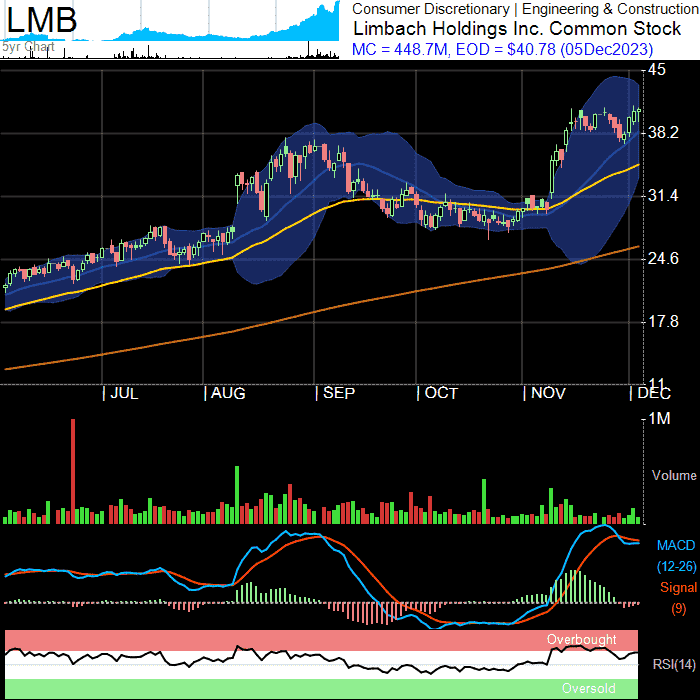 LMB
5yr Chart
Consumer Discretionary | Engineering & Construction
Limbach Holdings Inc. Common Stock
MC = 448.7M, EOD = $40.78 (05Dec2023)
45
38.2
31.4
24.6
17.8
11
JUL AUG SEP OCT NOV DEC
1M
Volume
MACD
(12-26)
Signal
(9)
Overbought
RSI(14)
Oversold